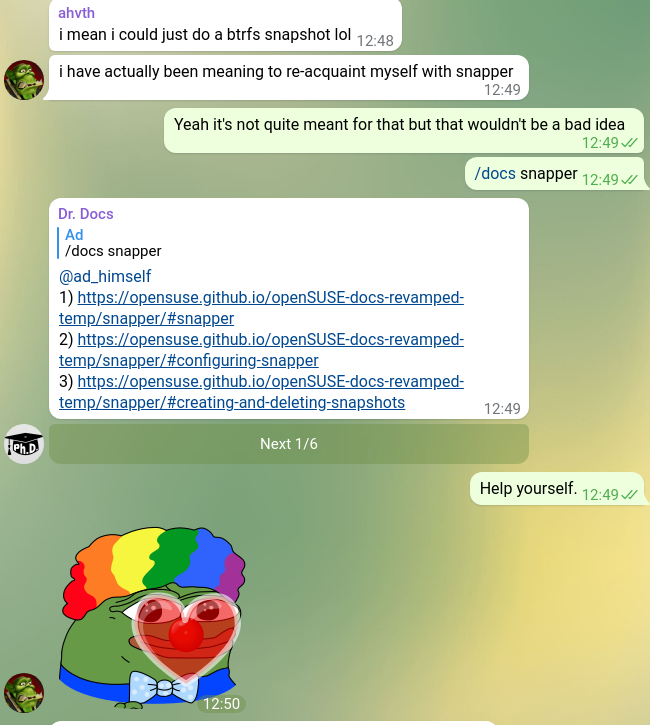 ahvth
i mean i could just do a btrfs snapshot lol 12:48
i have actually been meaning to re-acquaint myself with snapper
12:49
Yeah it's not quite meant for that but that wouldn't be a bad idea
12:49
/docs snapper 12:49
Dr. Docs
Ad
/docs snapper
@ad_himself
1) https://opensuse.github.io/openSUSE-docs-revamped-
temp/snapper/#snapper
2) https://opensuse.github.io/openSUSE-docs-revamped-
temp/snapper/#configuring-snapper
3) https://opensuse.github.io/openSUSE-docs-revamped-
temp/snapper/#creating-and-deleting-snapshots 12:49
Ph.D.
Next 1/6
Help yourself. 12:49
12:50